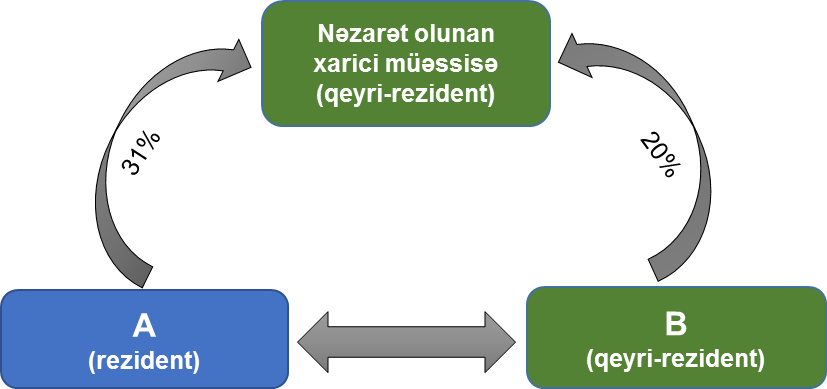 Nəzarət olunan
xarici müəssisə
(qeyri-rezident)
31%
20%
A
(rezident)
B
(qeyri-rezident)